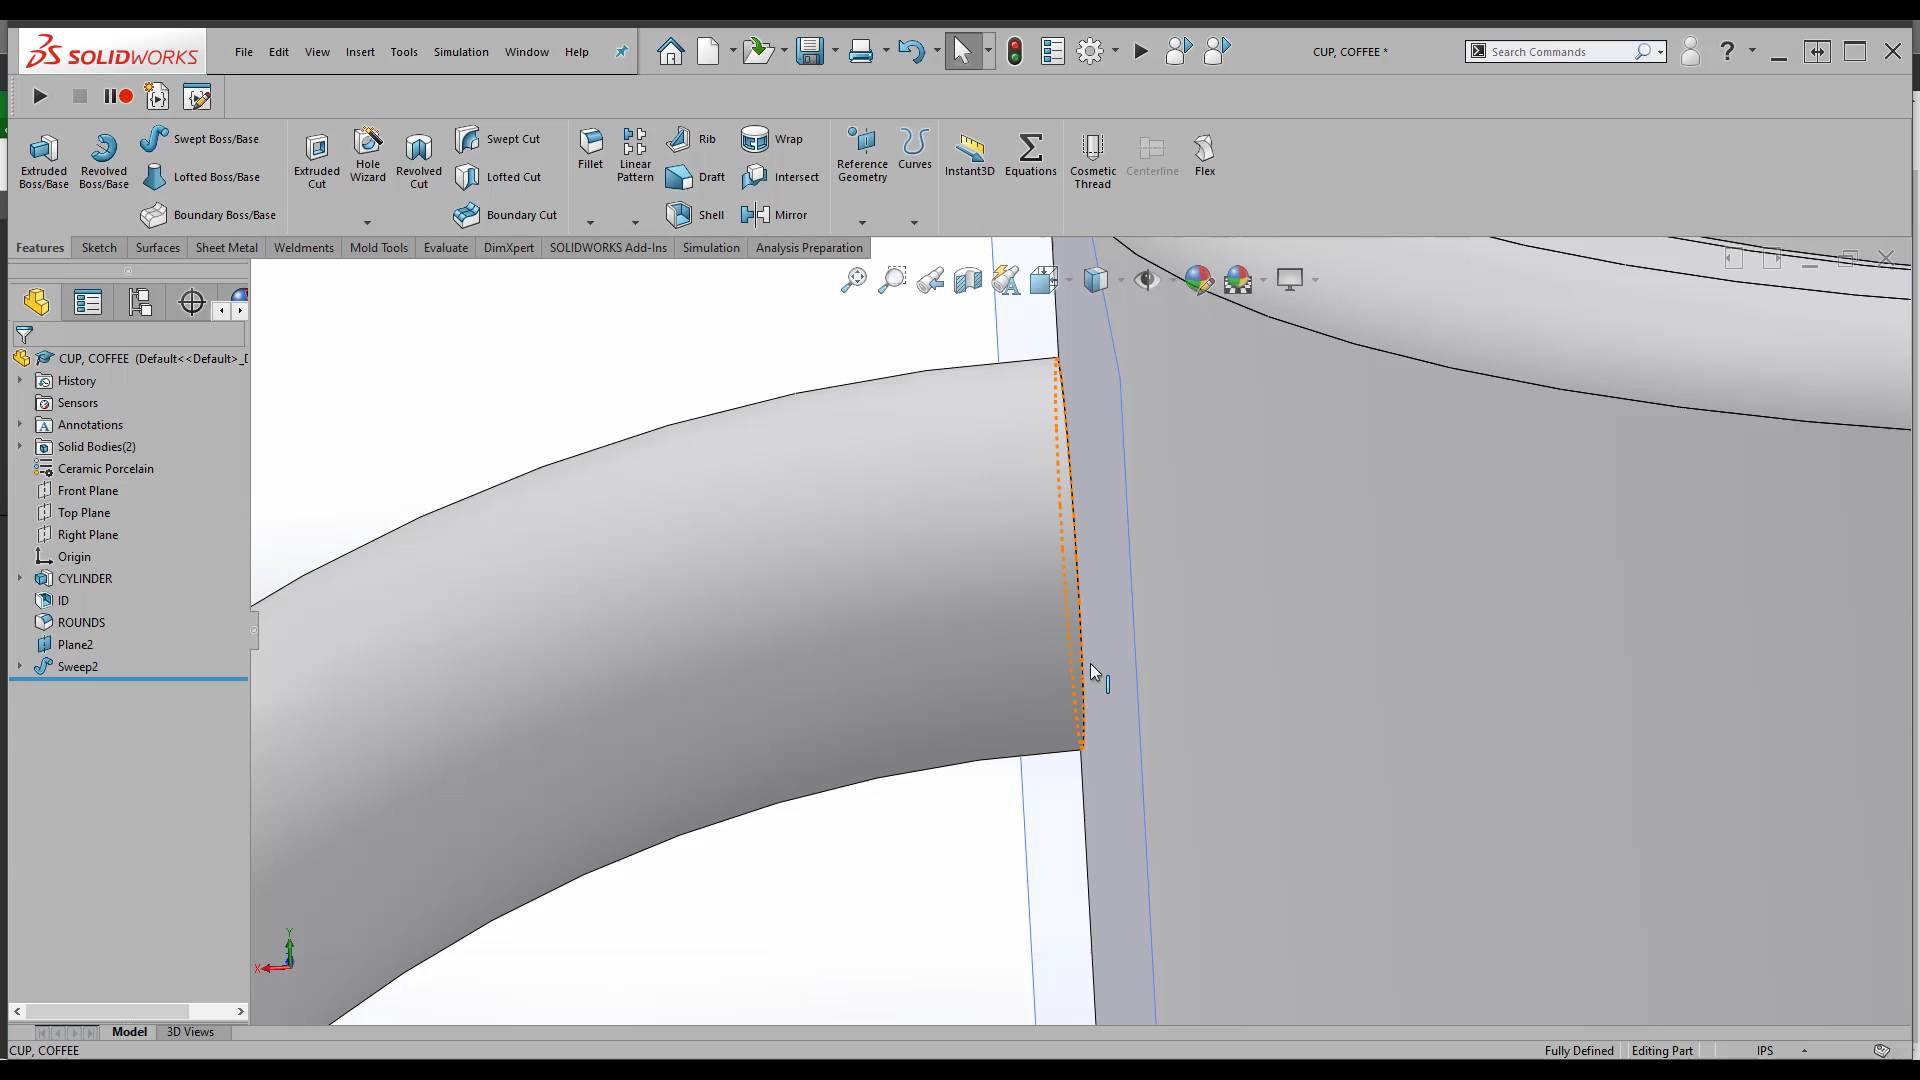 SOLIDWORKS File Edit View Insert Tools Simulation Window Help CUP, COFFEE * Search Commands
Extruded Boss/Base
Revolved Boss/Base
Swept Boss/Base
Lofted Boss/Base
Boundary Boss/Base
Extruded Cut
Hole Wizard
Revolved Cut
Swept Cut
Lofted Cut
Boundary Cut
Fillet
Linear Pattern
Rib
Draft
Shell
Wrap
Intersect
Mirror
Reference Geometry
Curves
Instant3D
Equations
Cosmetic Thread
Centerline
Flex
Features Sketch Surfaces Sheet Metal Weldments Mold Tools Evaluate DimXpert SOLIDWORKS Add-Ins Simulation Analysis Preparation
CUP, COFFEE (Default<<Default>_D
History
Sensors
Annotations
Solid Bodies(2)
Ceramic Porcelain
Front Plane
Top Plane
Right Plane
Origin
CYLINDER
ID
ROUNDS
Plane2
Sweep2
Y
X
Model 3D Views
CUP, COFFEE Fully Defined Editing Part IPS